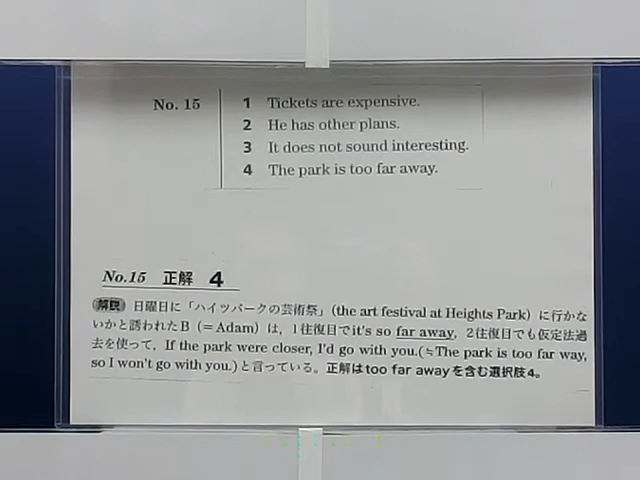 No. 15
1 Tickets are expensive.
2 He has other plans.
3 It does not sound interesting.
4 The park is too far away.
No.15 正解 4
解説 日曜日に「ハイツパークの芸術祭」(the art festival at Heights Park) に行かな
いかと誘われたB(=Adam)は, 1往復目でit's so far away, 2往復目でも仮定法過
去を使って, If the park were closer, I'd go with you.(≒The park is too far way,
so I won't go with you.)と言っている。正解はtoo far awayを含む選択肢4。